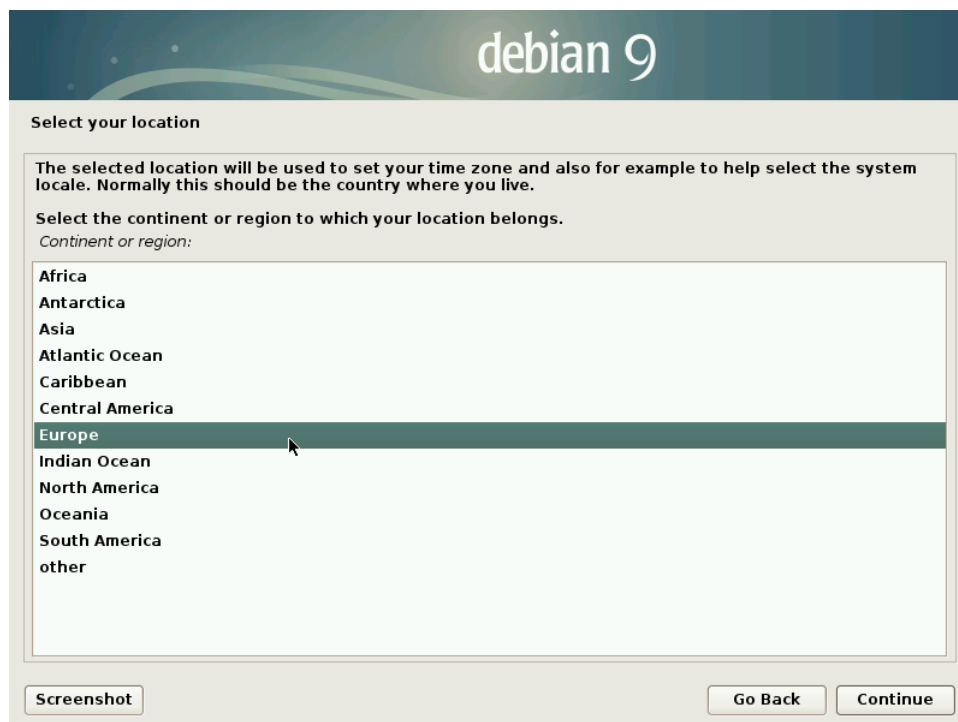 debian 9
Select your location
The selected location will be used to set your time zone and also for example to help select the system
locale. Normally this should be the country where you live.
Select the continent or region to which your location belongs.
Continent or region:
Africa
Antarctica
Asia
Atlantic Ocean
Caribbean
Central America
Europe
Indian Ocean
North America
Oceania
South America
other
Screenshot
Go Back
Continue